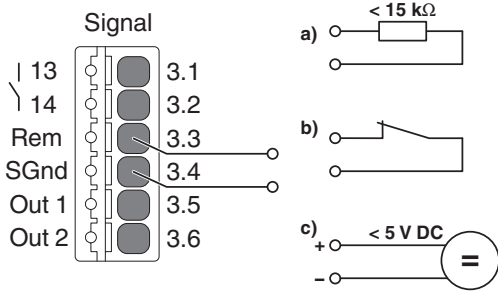 Signal
13
14
Rem
SGnd
Out 1
Out 2
3.1
3.2
3.3
3.4
3.5
3.6
a)
< 15 kΩ
b)
c)
+
< 5 V DC
–
=